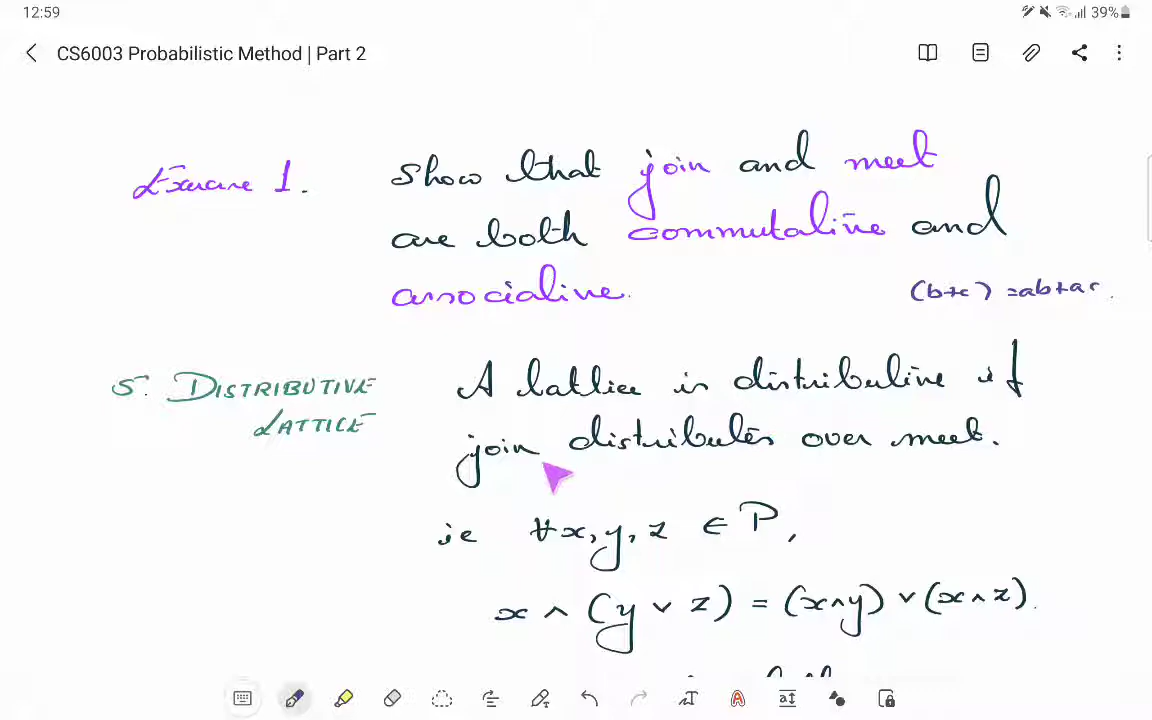 12:59
39%
CS6003 Probabilistic Method | Part 2
Exercise 1. Show that join and meet
are both commutative and
associative.
(b+c) = ab+ac.
5. DISTRIBUTIVE LATTICE
A lattice is distributive if
join distributes over meet.
ie ∀x, y, z ∈ P,
x ∧ (y ∨ z) = (x∧y) ∨ (x∧z).